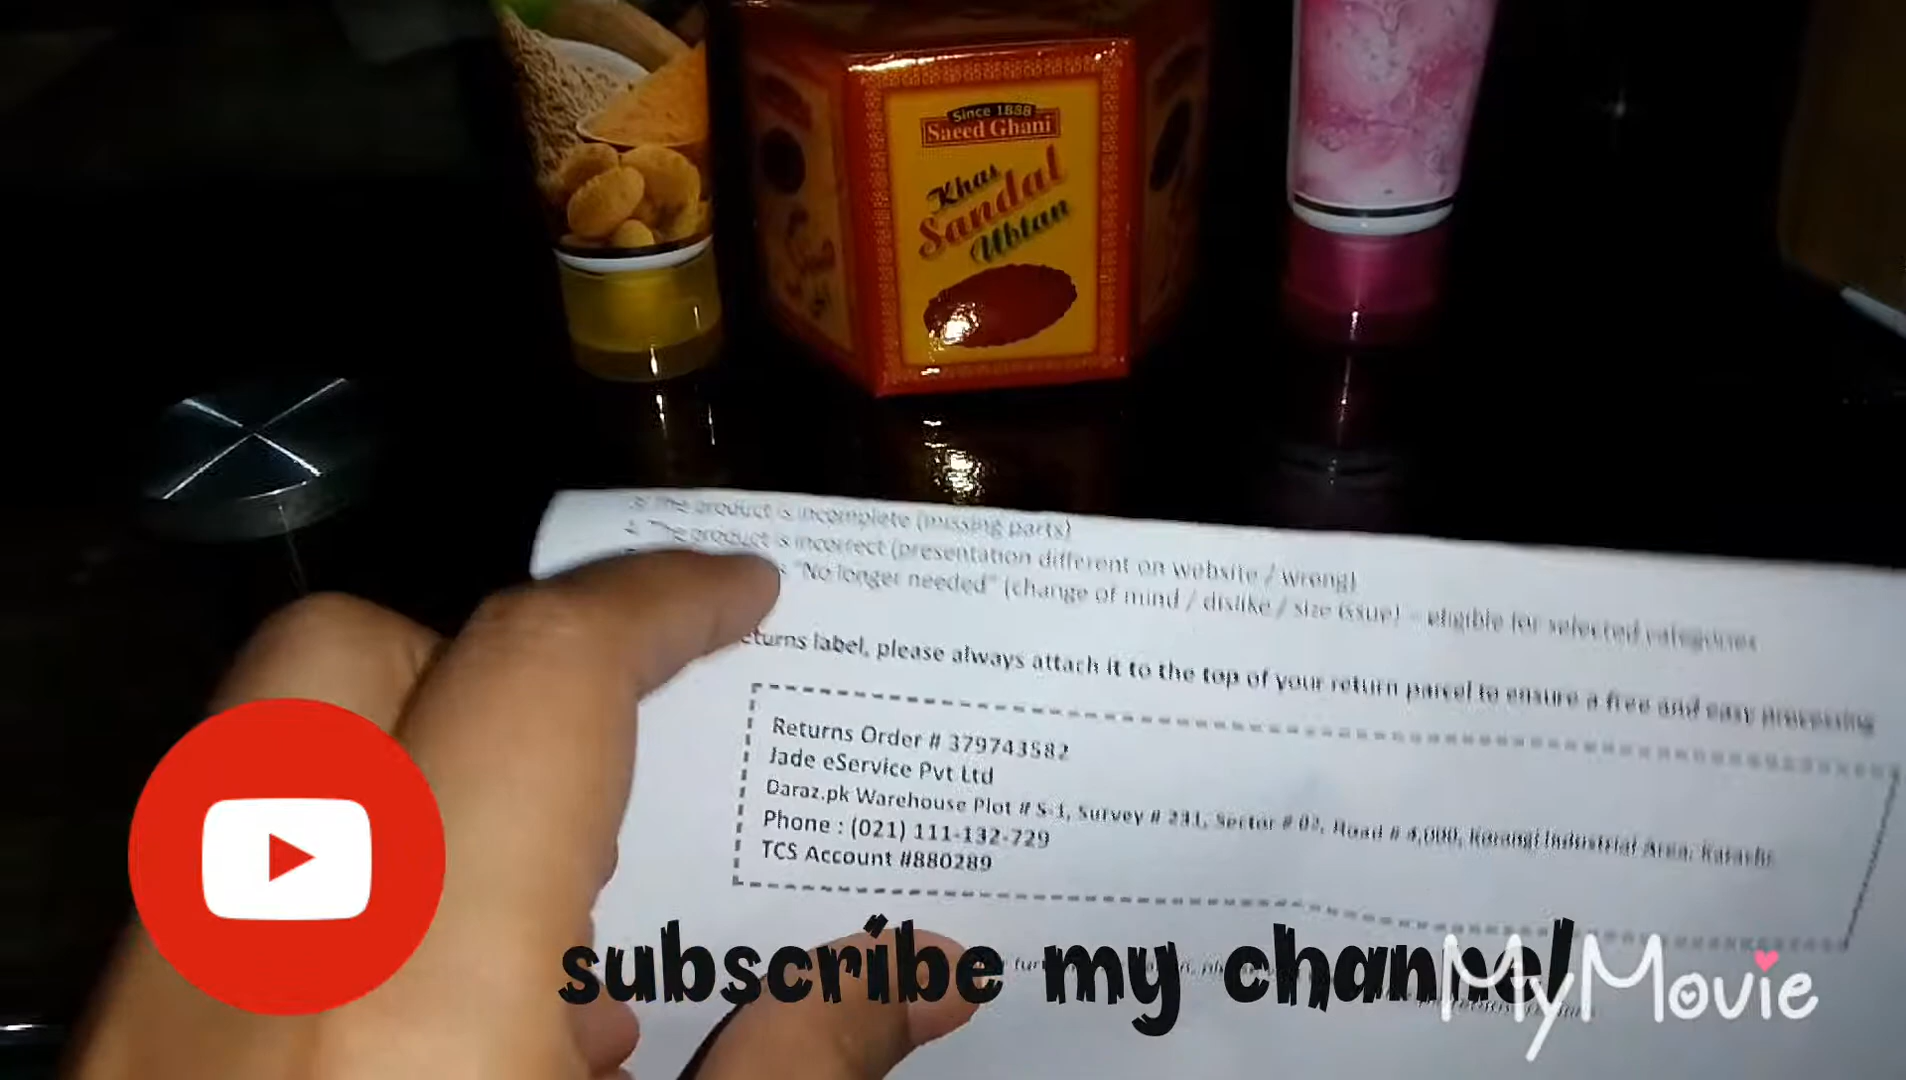 Since 1888
Saeed Ghani
Khas
Sandal
Ubtan
The product is incomplete (missing parts)
The product is incorrect (presentation different on website / wrong)
"No longer needed" (change of mind / dislike / size issue) - eligible for selected categories
returns label, please always attach it to the top of your return parcel to ensure a free and easy processing
Returns Order # 379743582
Jade eService Pvt Ltd
Daraz.pk Warehouse Plot # S-1, Survey # 231, Sector # 02, Road # 4,000, Korangi Industrial Area, Karachi
Phone : (021) 111-132-729
TCS Account #880289
subscribe my channel
MyMovie